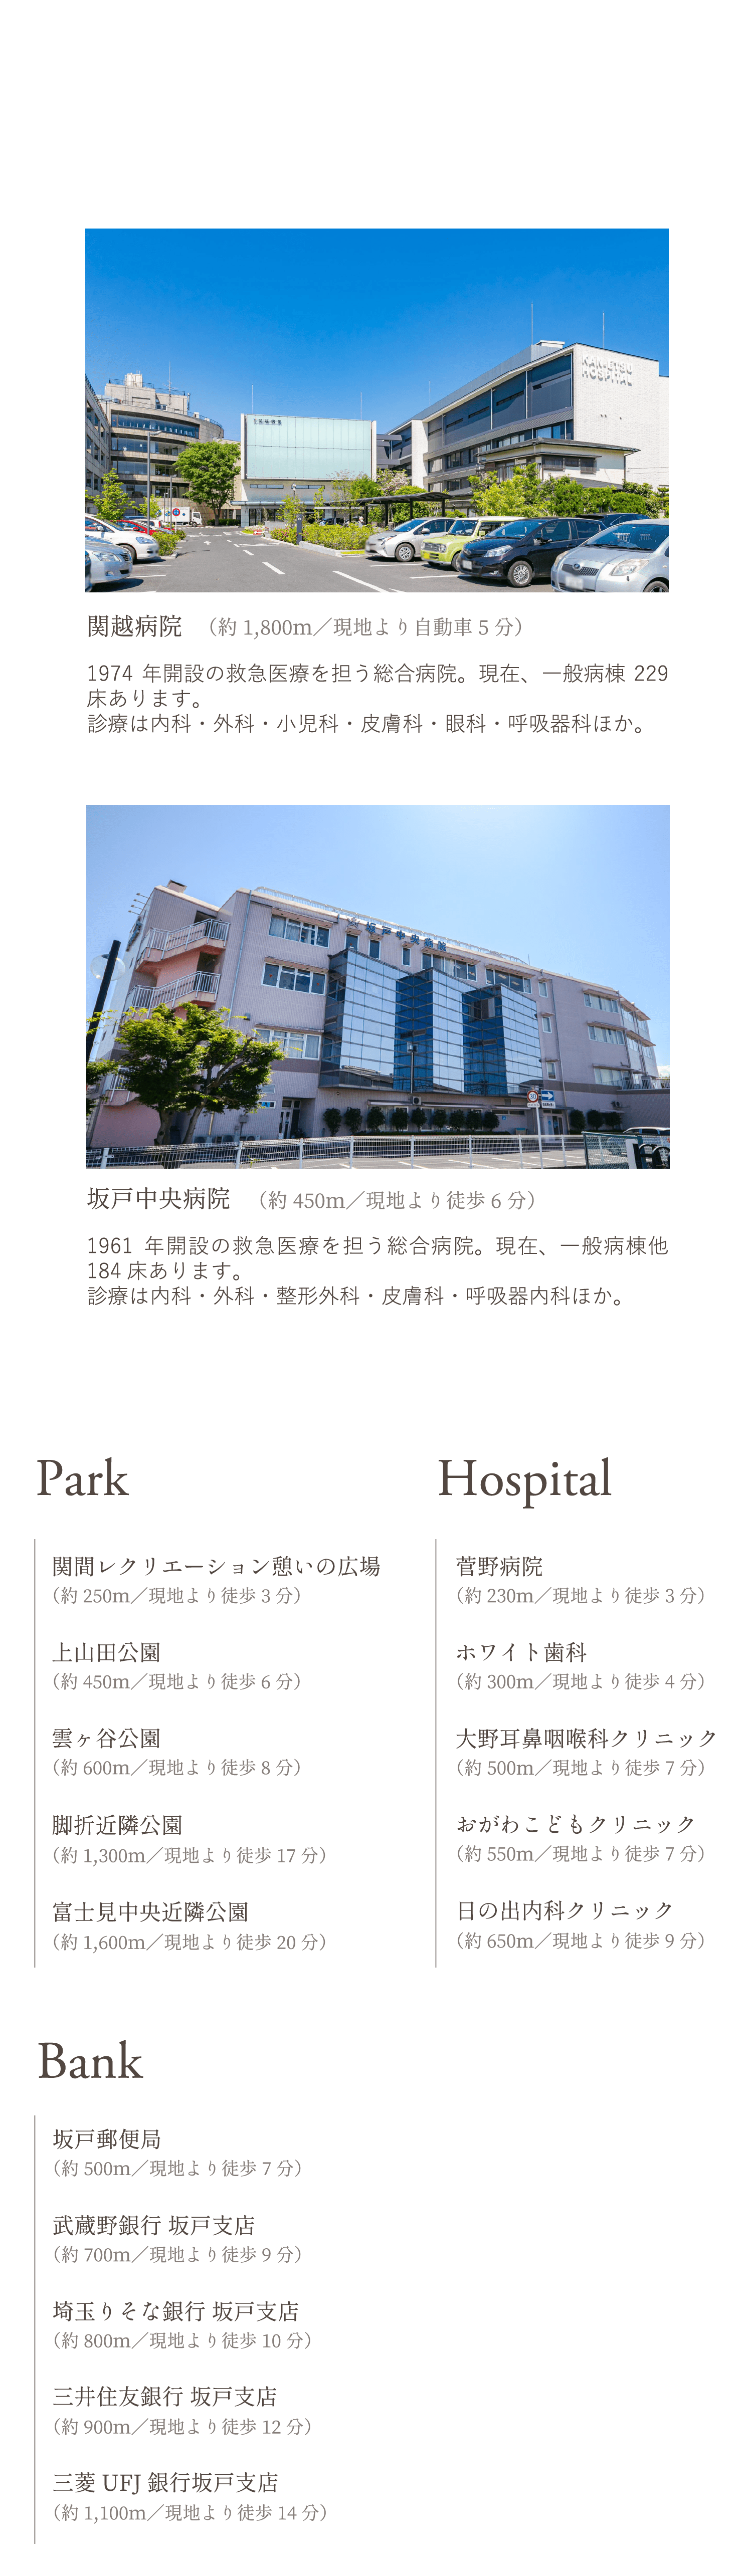 KANETSU
HOSPITAL
関越病院 （約 1,800m／現地より自動車 5 分）
1974 年開設の救急医療を担う総合病院。現在、一般病棟 229
床あります。
診療は内科・外科・小児科・皮膚科・眼科・呼吸器科ほか。
坂戸中央病院
坂戸中央病院 （約 450m／現地より徒歩 6 分）
1961 年開設の救急医療を担う総合病院。現在、一般病棟他
184 床あります。
診療は内科・外科・整形外科・皮膚科・呼吸器内科ほか。
Park
関間レクリエーション憩いの広場
（約 250m／現地より徒歩 3 分）
上山田公園
（約 450m／現地より徒歩 6 分）
雲ヶ谷公園
（約 600m／現地より徒歩 8 分）
脚折近隣公園
（約 1,300m／現地より徒歩 17 分）
富士見中央近隣公園
（約 1,600m／現地より徒歩 20 分）
Hospital
菅野病院
（約 230m／現地より徒歩 3 分）
ホワイト歯科
（約 300m／現地より徒歩 4 分）
大野耳鼻咽喉科クリニック
（約 500m／現地より徒歩 7 分）
おがわこどもクリニック
（約 550m／現地より徒歩 7 分）
日の出内科クリニック
（約 650m／現地より徒歩 9 分）
Bank
坂戸郵便局
（約 500m／現地より徒歩 7 分）
武蔵野銀行 坂戸支店
（約 700m／現地より徒歩 9 分）
埼玉りそな銀行 坂戸支店
（約 800m／現地より徒歩 10 分）
三井住友銀行 坂戸支店
（約 900m／現地より徒歩 12 分）
三菱 UFJ 銀行坂戸支店
（約 1,100m／現地より徒歩 14 分）